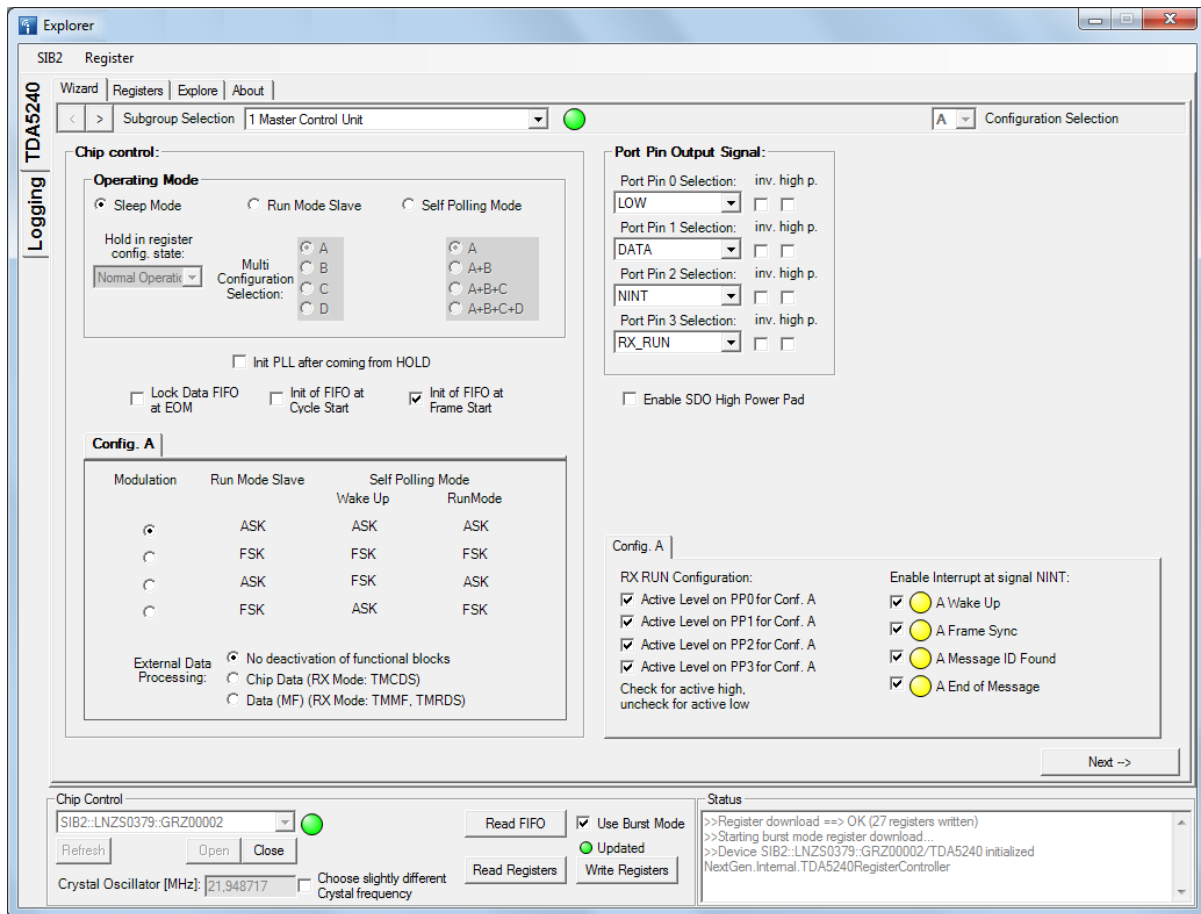 Explorer
SIB2 Register
TDA5240
Logging
Wizard Registers Explore About
< > Subgroup Selection 1 Master Control Unit A Configuration Selection
Chip control:
Operating Mode
Sleep Mode Run Mode Slave Self Polling Mode
Hold in register
config. state:
Normal Operatic
Multi
Configuration
Selection:
A
B
C
D
A
A+B
A+B+C
A+B+C+D
Init PLL after coming from HOLD
Lock Data FIFO
at EOM
Init of FIFO at
Cycle Start
Init of FIFO at
Frame Start
Config. A
Modulation Run Mode Slave Self Polling Mode
Wake Up RunMode
ASK ASK ASK
FSK FSK FSK
ASK FSK ASK
FSK ASK FSK
External Data
Processing:
No deactivation of functional blocks
Chip Data (RX Mode: TMCDS)
Data (MF) (RX Mode: TMMF, TMRDS)
Port Pin Output Signal:
Port Pin 0 Selection: inv. high p.
LOW
Port Pin 1 Selection: inv. high p.
DATA
Port Pin 2 Selection: inv. high p.
NINT
Port Pin 3 Selection: inv. high p.
RX_RUN
Enable SDO High Power Pad
Config. A
RX RUN Configuration:
Active Level on PP0 for Conf. A
Active Level on PP1 for Conf. A
Active Level on PP2 for Conf. A
Active Level on PP3 for Conf. A
Check for active high,
uncheck for active low
Enable Interrupt at signal NINT:
A Wake Up
A Frame Sync
A Message ID Found
A End of Message
Next -->
Chip Control
SIB2::LNZS0379::GRZ00002
Refresh Open Close
Crystal Oscillator [MHz]: 21,948717
Choose slightly different
Crystal frequency
Read FIFO Use Burst Mode
Updated
Read Registers Write Registers
Status
>>Register download ==> OK (27 registers written)
>>Starting burst mode register download...
>>Device SIB2::LNZS0379::GRZ00002/TDA5240 initialized
NextGen.Internal.TDA5240RegisterController